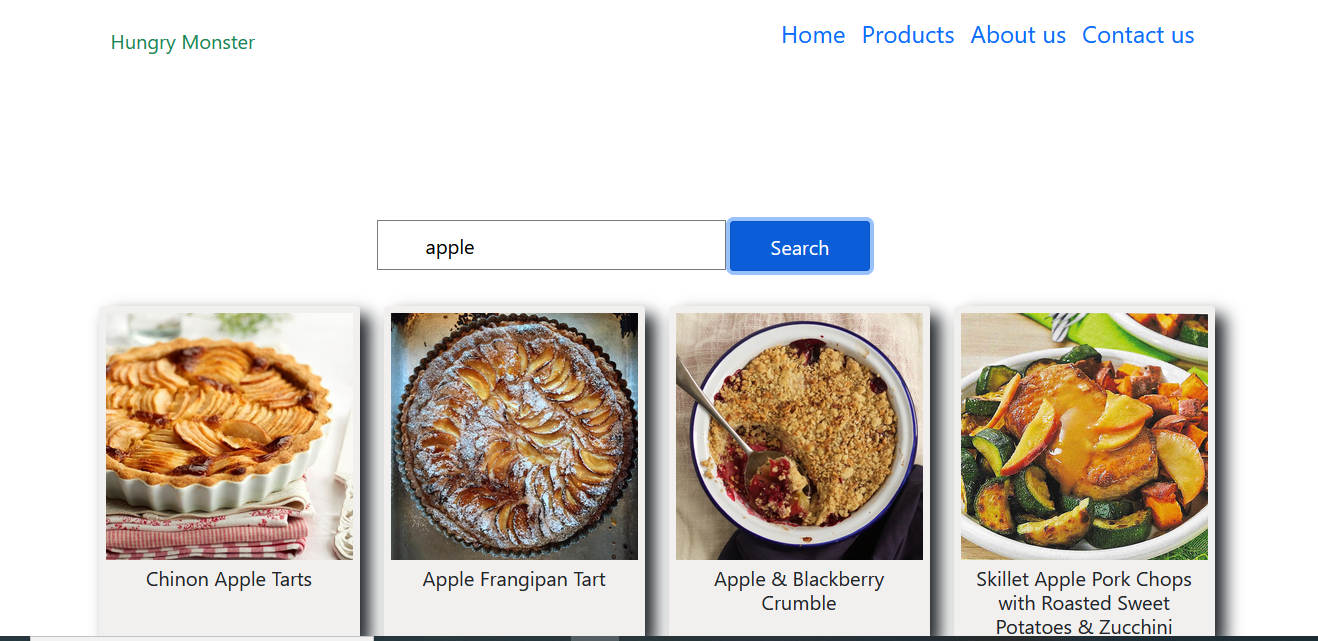 Hungry Monster
Home Products About us Contact us
apple
Search
Chinon Apple Tarts
Apple Frangipan Tart
Apple & Blackberry
Crumble
Skillet Apple Pork Chops
with Roasted Sweet
Potatoes & Zucchini